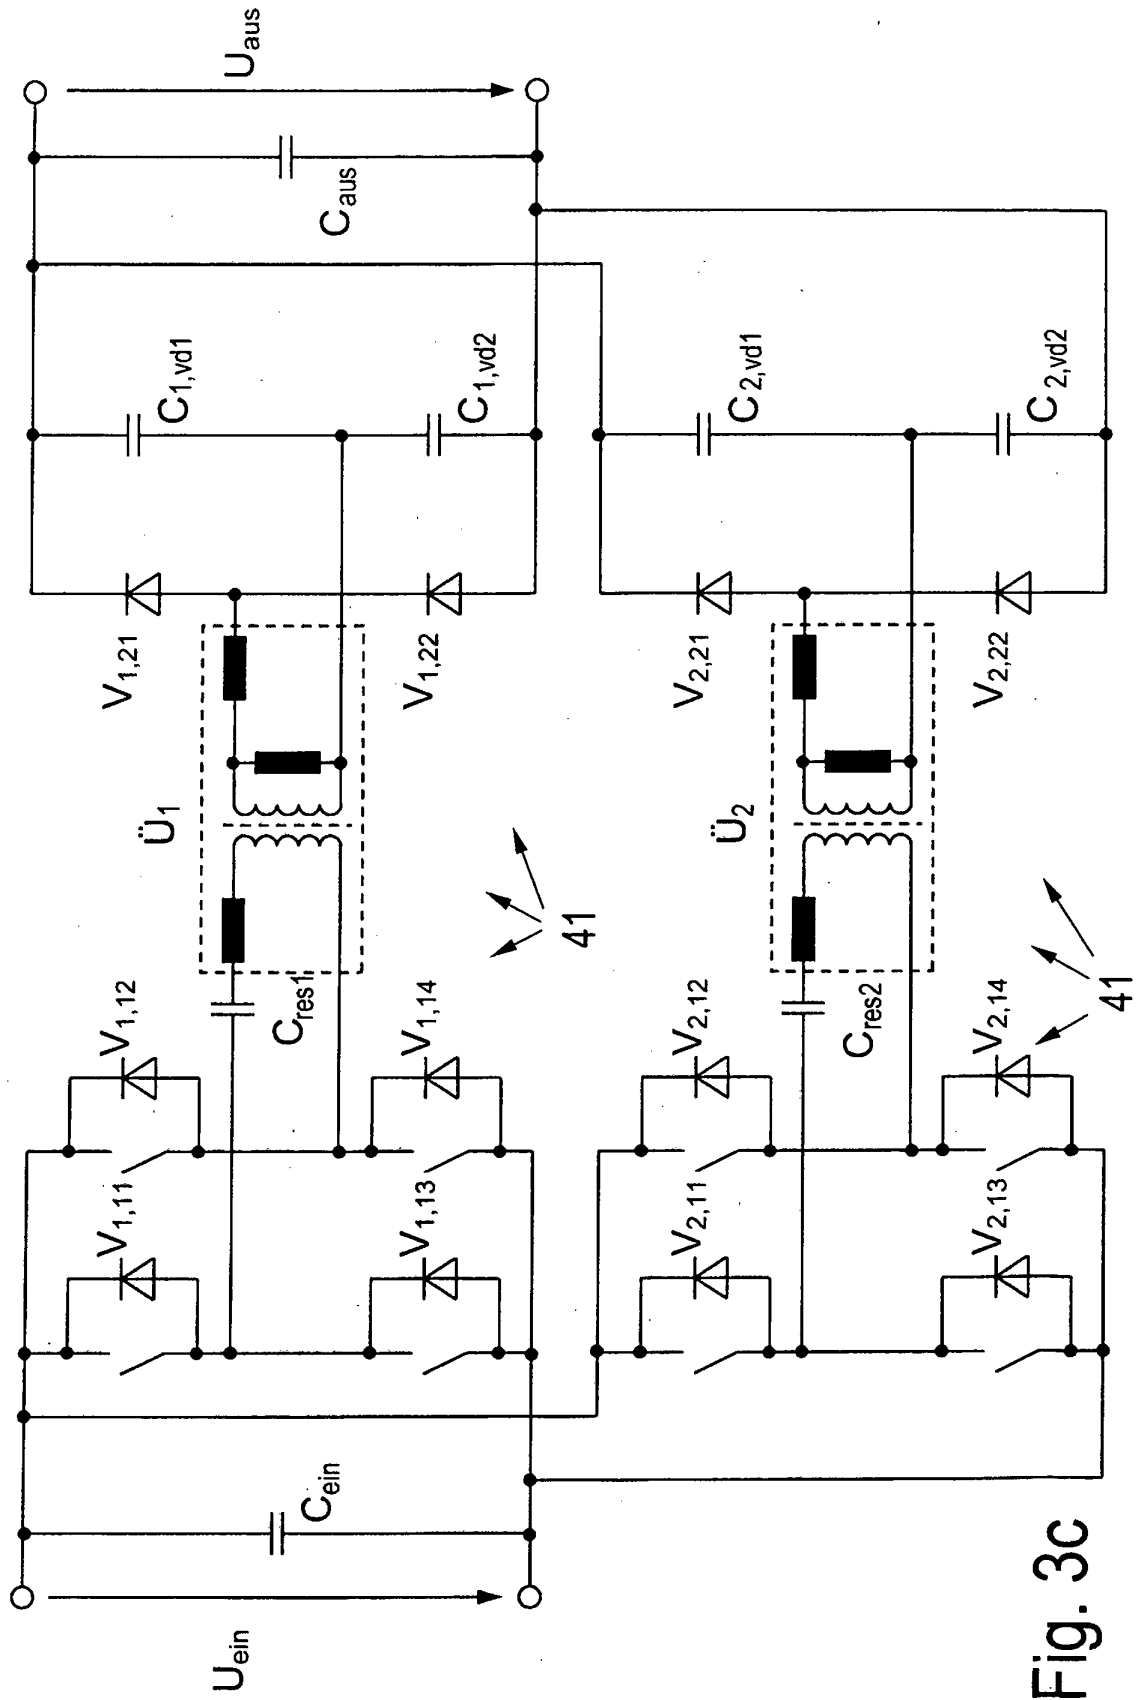 U_ein
C_ein
V_1,11
V_1,12
V_1,13
V_1,14
C_res1
Ü_1
41
V_1,21
V_1,22
C_1,vd1
C_1,vd2
C_aus
U_aus
V_2,11
V_2,12
V_2,13
V_2,14
C_res2
Ü_2
41
V_2,21
V_2,22
C_2,vd1
C_2,vd2
Fig. 3c